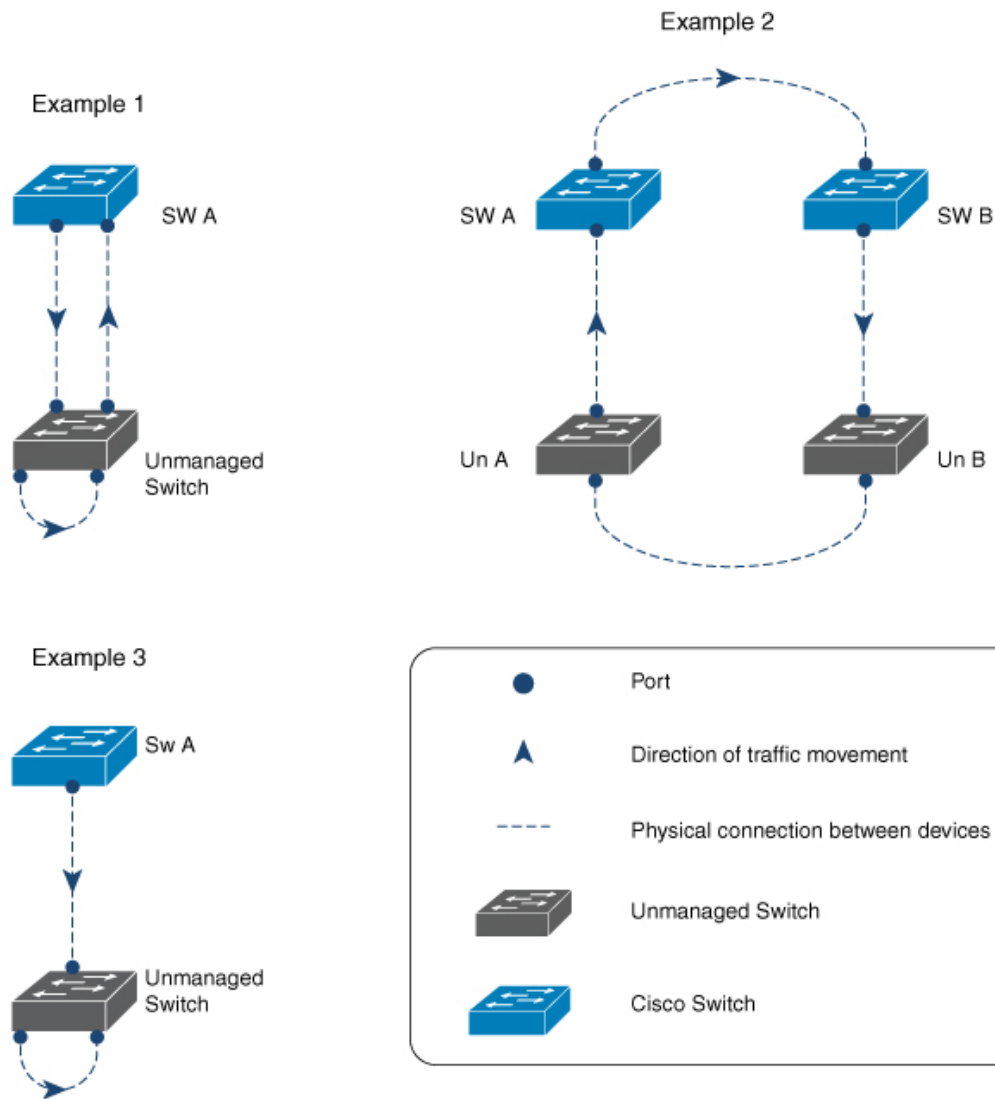 Example 1
SW A
Unmanaged
Switch
Example 2
SW A
SW B
Un A
Un B
Example 3
Sw A
Unmanaged
Switch
Port
Direction of traffic movement
Physical connection between devices
Unmanaged Switch
Cisco Switch